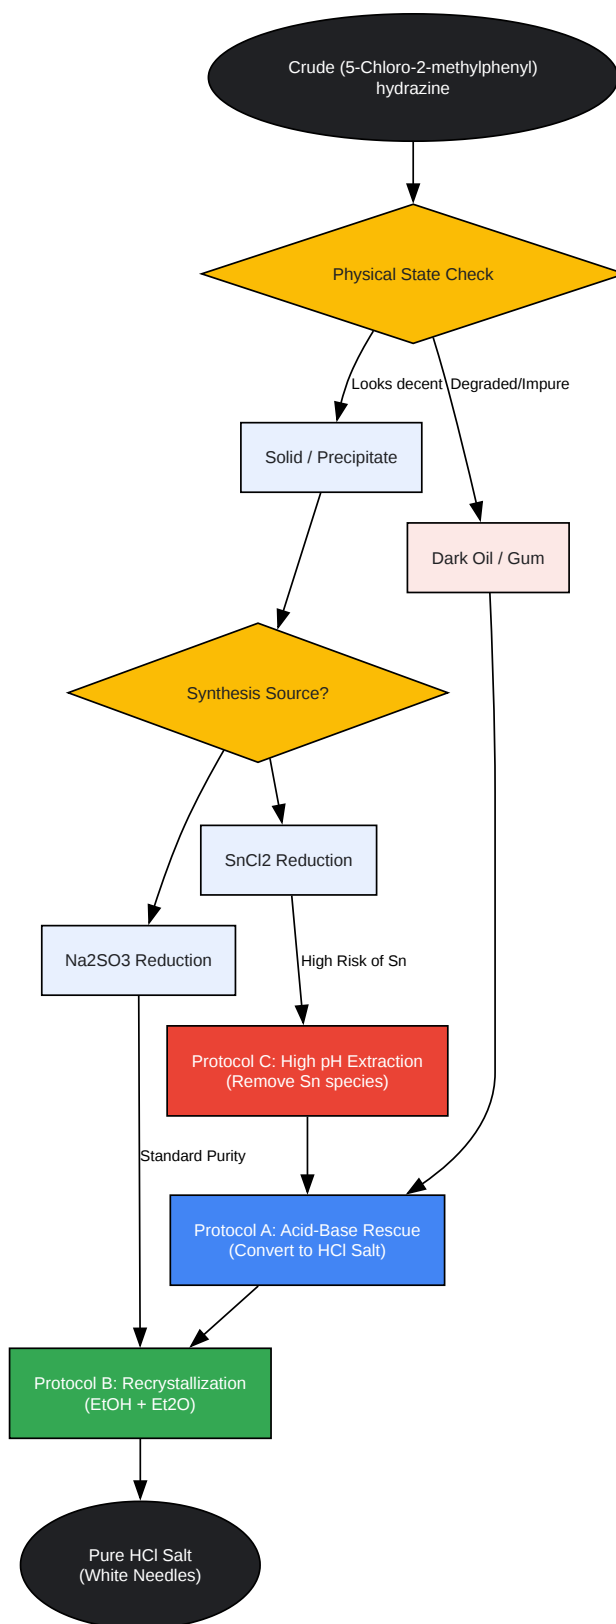 Crude (5-Chloro-2-methylphenyl)
hydrazine
Physical State Check
Looks decent
Degraded/Impure
Solid / Precipitate
Dark Oil / Gum
Synthesis Source?
SnCl2 Reduction
Na2SO3 Reduction
High Risk of Sn
Protocol C: High pH Extraction
(Remove Sn species)
Standard Purity
Protocol A: Acid-Base Rescue
(Convert to HCl Salt)
Protocol B: Recrystallization
(EtOH + Et2O)
Pure HCl Salt
(White Needles)